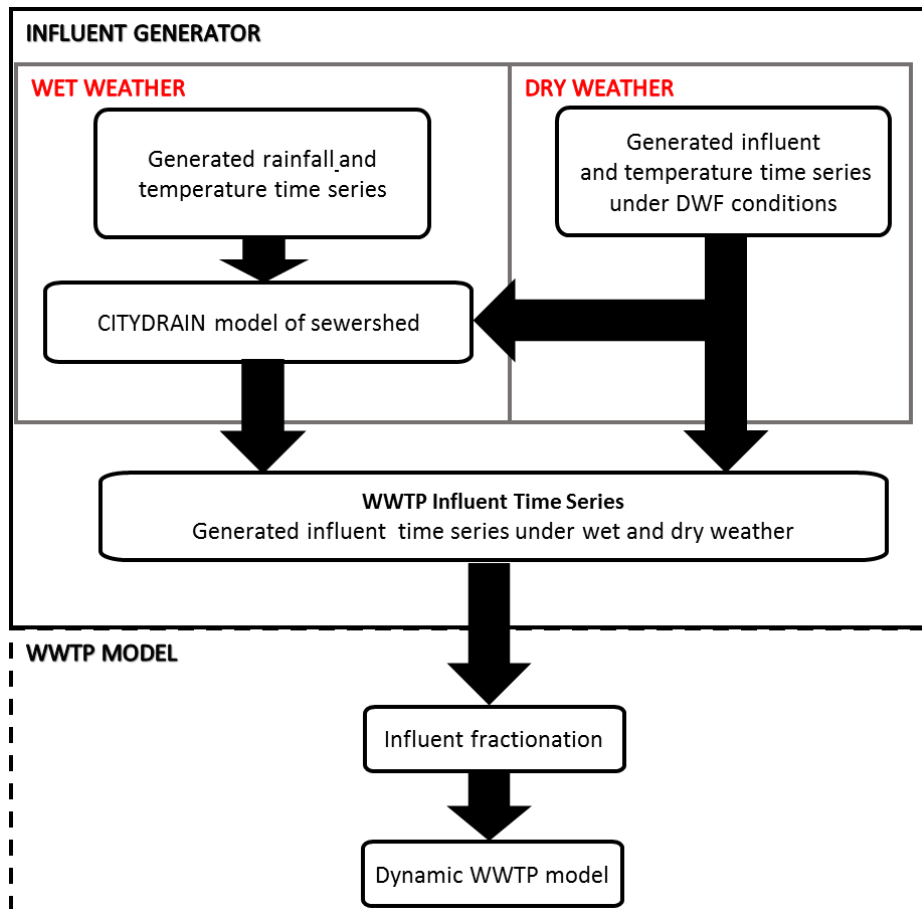 INFLUENT GENERATOR
WET WEATHER
Generated rainfall and
temperature time series
CITYDRAIN model of sewershed
DRY WEATHER
Generated influent
and temperature time series
under DWF conditions
WWTP Influent Time Series
Generated influent time series under wet and dry weather
WWTP MODEL
Influent fractionation
Dynamic WWTP model